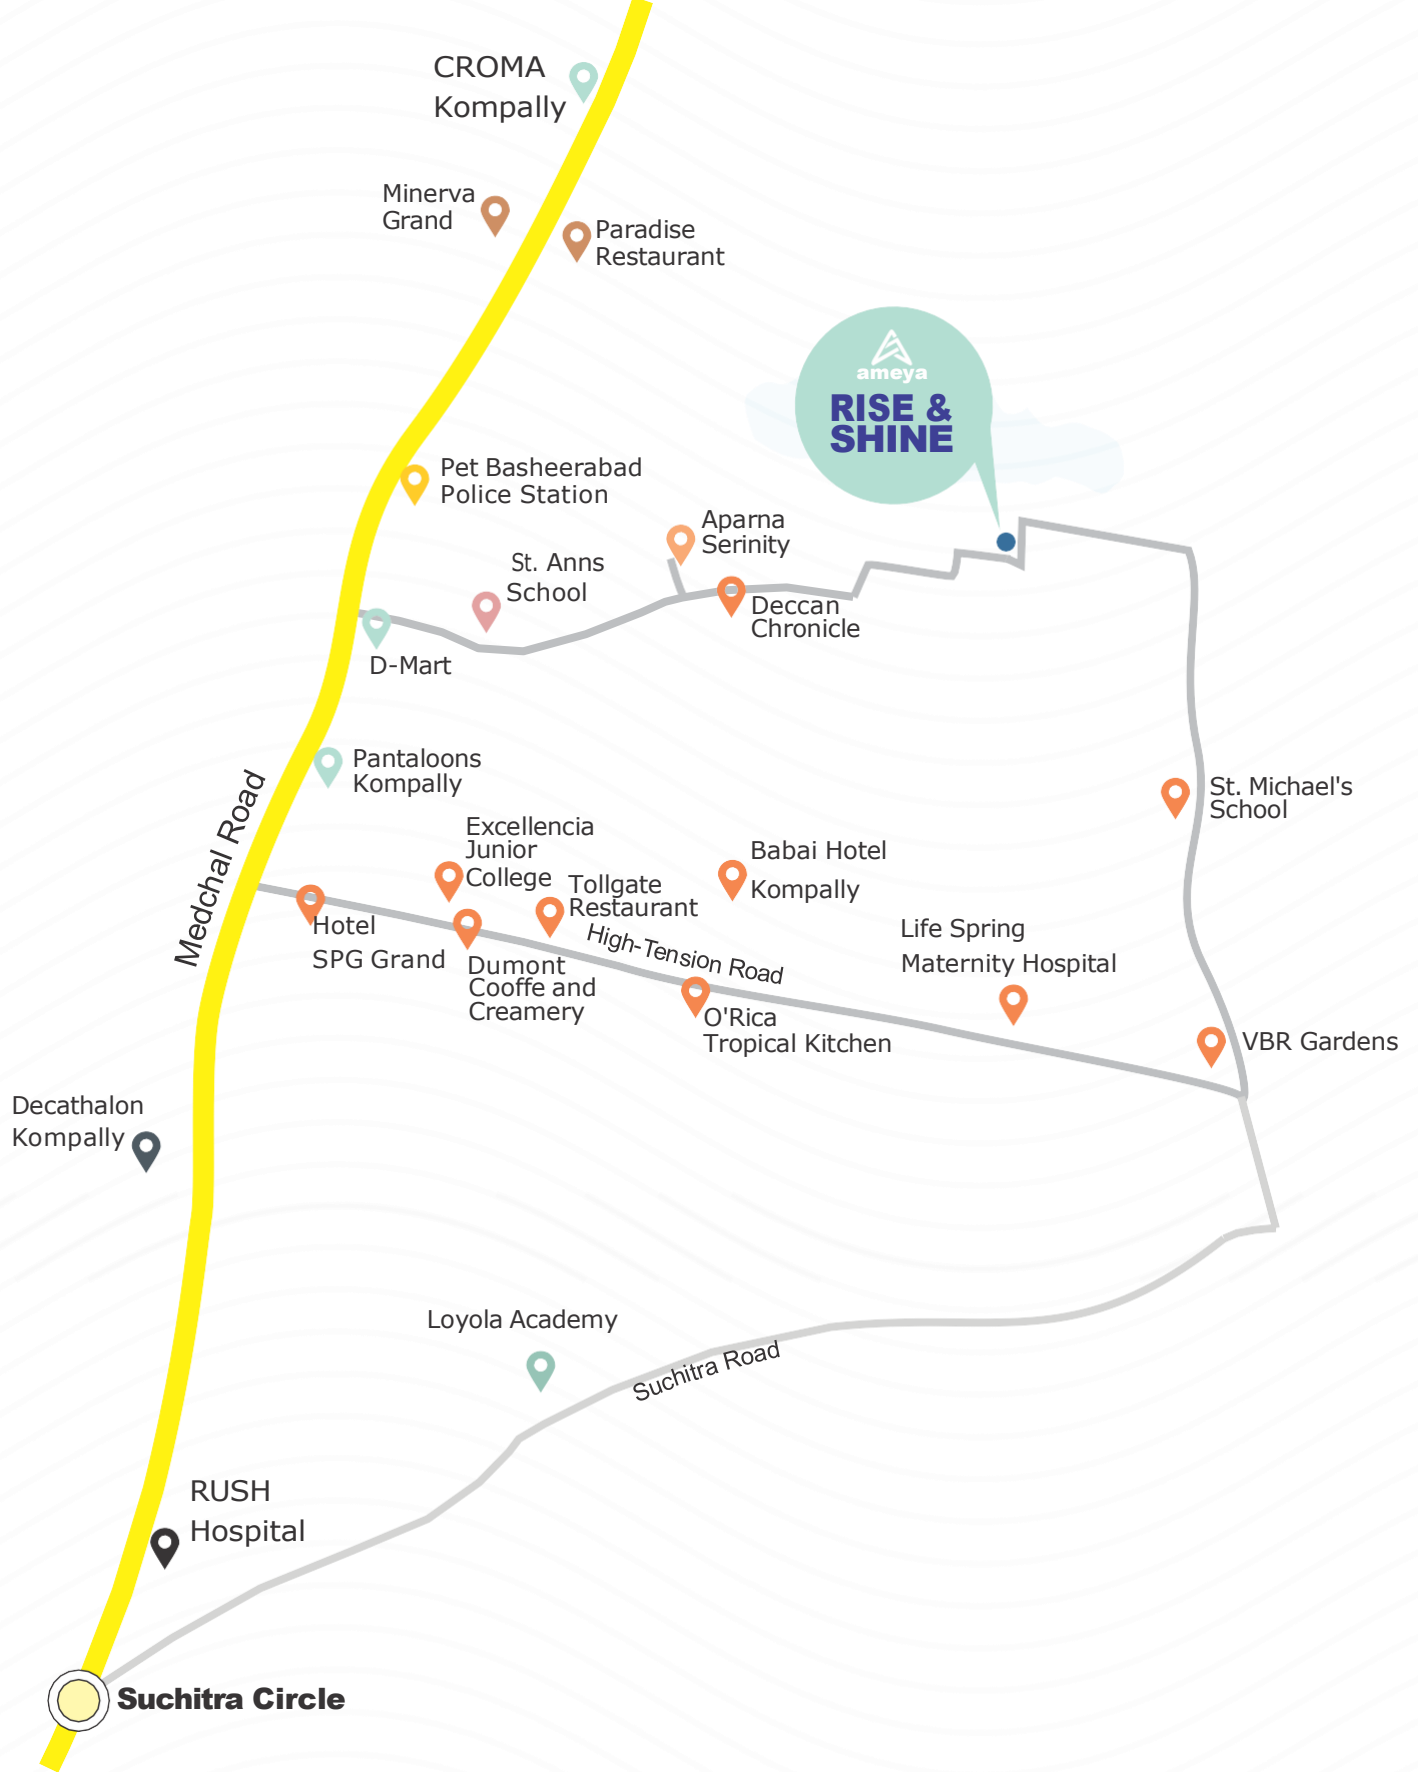 CROMA
Kompally
Minerva
Grand
Paradise
Restaurant
ameya
RISE &
SHINE
Pet Basheerabad
Police Station
Aparna
Serinity
St. Anns
School
Deccan
Chronicle
D-Mart
Pantaloons
Kompally
Medchal Road
St. Michael's
School
Excellencia
Junior
College
Babai Hotel
Kompally
Tollgate
Restaurant
High-Tension Road
Hotel
SPG Grand
Dumont
Cooffe and
Creamery
Life Spring
Maternity Hospital
O'Rica
Tropical Kitchen
VBR Gardens
Decathalon
Kompally
Loyola Academy
Suchitra Road
RUSH
Hospital
Suchitra Circle